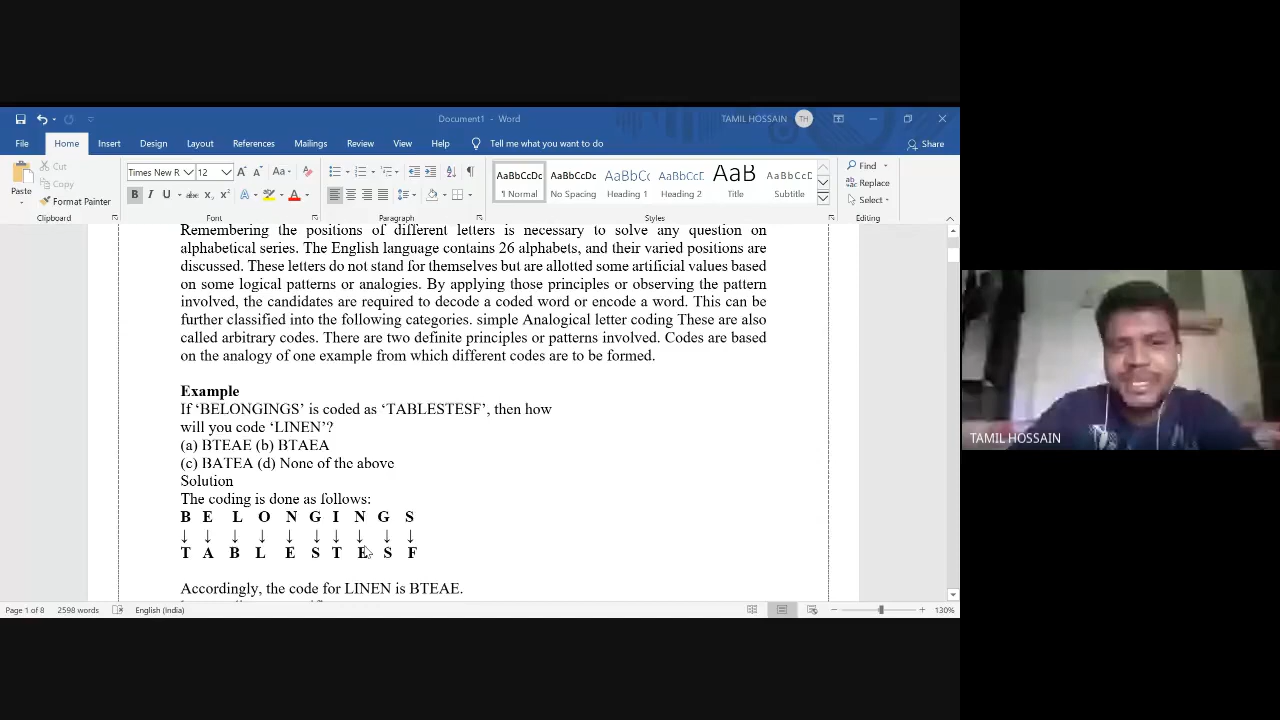 Document1 - Word
TAMIL HOSSAIN
TH
File
Home
Insert
Design
Layout
References
Mailings
Review
View
Help
Tell me what you want to do
Share
Paste
Cut
Copy
Format Painter
Clipboard
Times New R
12
Font
Paragraph
AaBbCcDc
¶ Normal
AaBbCcDc
No Spacing
AaBbCc
Heading 1
AaBbCcE
Heading 2
AaB
Title
AaBbCcD
Subtitle
Styles
Find
Replace
Select
Editing
Remembering the positions of different letters is necessary to solve any question on
alphabetical series. The English language contains 26 alphabets, and their varied positions are
discussed. These letters do not stand for themselves but are allotted some artificial values based
on some logical patterns or analogies. By applying those principles or observing the pattern
involved, the candidates are required to decode a coded word or encode a word. This can be
further classified into the following categories. simple Analogical letter coding These are also
called arbitrary codes. There are two definite principles or patterns involved. Codes are based
on the analogy of one example from which different codes are to be formed.
Example
If ‘BELONGINGS’ is coded as ‘TABLESTESF’, then how
will you code ‘LINEN’?
(a) BTEAE (b) BTAEA
(c) BATEA (d) None of the above
Solution
The coding is done as follows:
B E L O N G I N G S
↓ ↓ ↓ ↓ ↓ ↓ ↓ ↓ ↓ ↓
T A B L E S T E S F
Accordingly, the code for LINEN is BTEAE.
Page 1 of 8
2598 words
English (India)
130%
TAMIL HOSSAIN